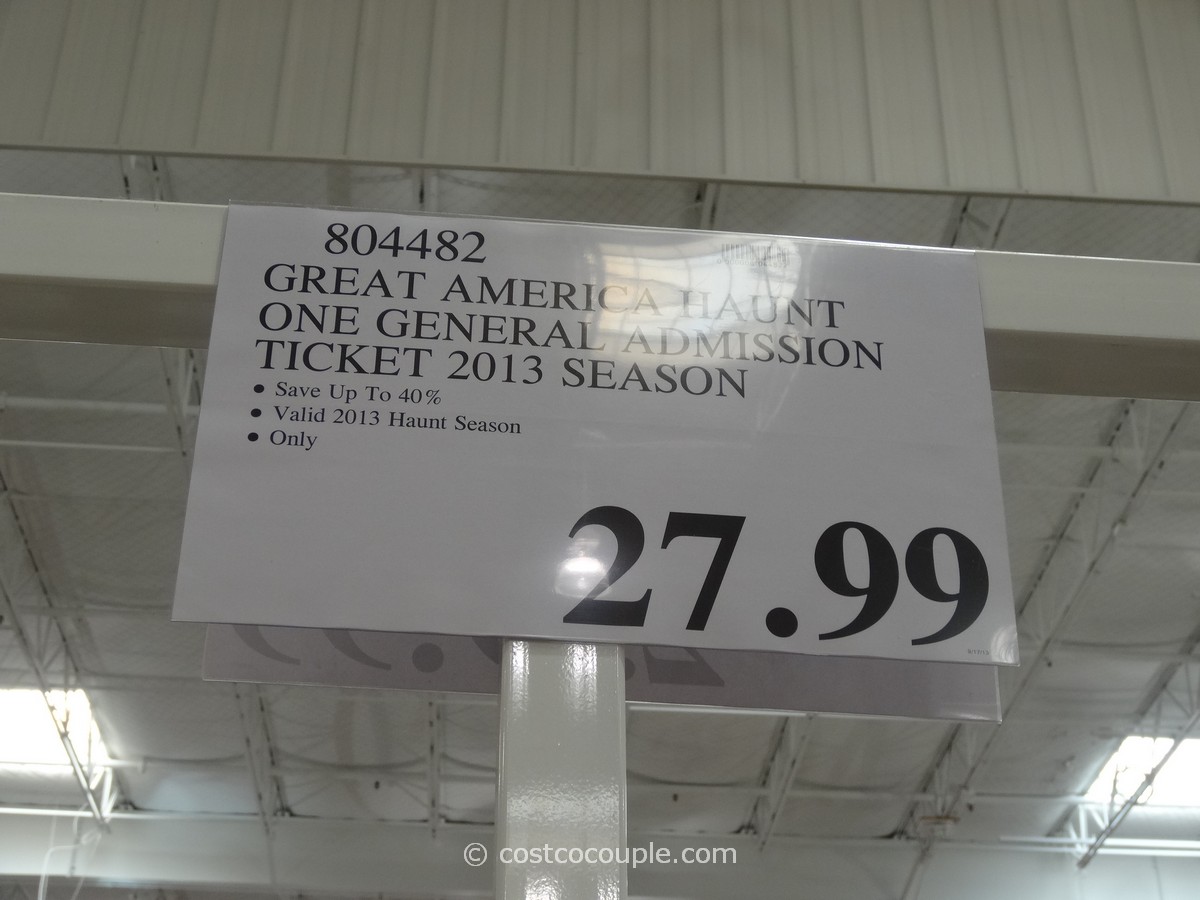 804482
GREAT AMERICA HAUNT
ONE GENERAL ADMISSION
TICKET 2013 SEASON
• Save Up To 40%
• Valid 2013 Haunt Season
• Only
27.99
© costcocouple.com